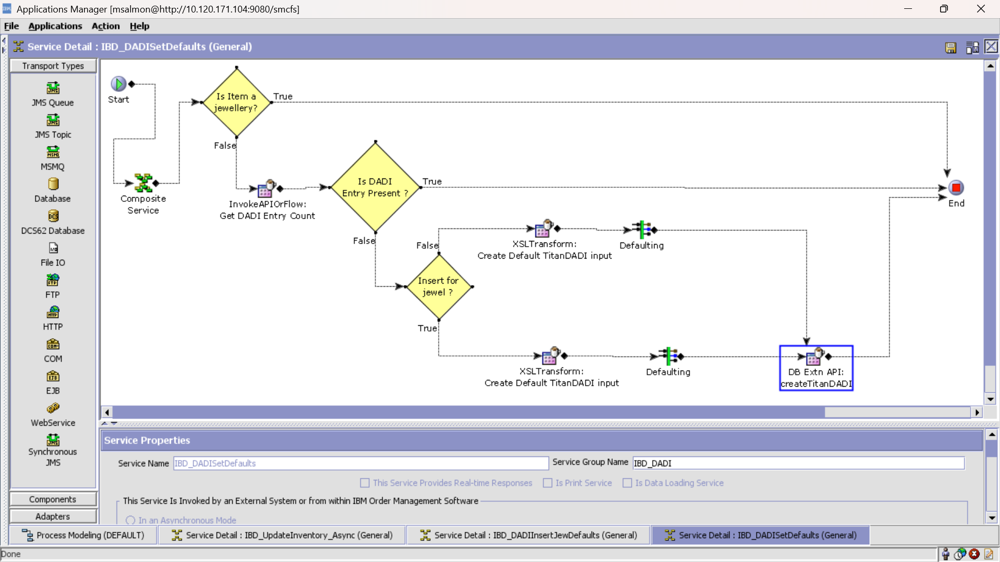 Applications Manager [msalmon@http://10.120.171.104:9080/smcfs]
File Applications Action Help
Service Detail : IBD_DADISetDefaults (General)
Transport Types
JMS Queue
JMS Topic
MSMQ
Database
DCS62 Database
File IO
FTP
HTTP
COM
EJB
WebService
Synchronous
JMS
Components
Adapters
Start
Is Item a
jewellery?
True
False
Composite
Service
InvokeAPIOrFlow:
Get DADI Entry Count
Is DADI
Entry Present ?
True
False
End
False
XSLTransform:
Create Default TitanDADI input
Defaulting
Insert for
jewel ?
True
XSLTransform:
Create Default TitanDADI input
Defaulting
DB Extn API:
createTitanDADI
Service Properties
Service Name IBD_DADISetDefaults Service Group Name IBD_DADI
This Service Provides Real-time Responses Is Print Service Is Data Loading Service
This Service Is Invoked by an External System or from within IBM Order Management Software
In an Asynchronous Mode
Process Modeling (DEFAULT) Service Detail : IBD_UpdateInventory_Async (General) Service Detail : IBD_DADIInsertJewDefaults (General) Service Detail : IBD_DADISetDefaults (General)
Done